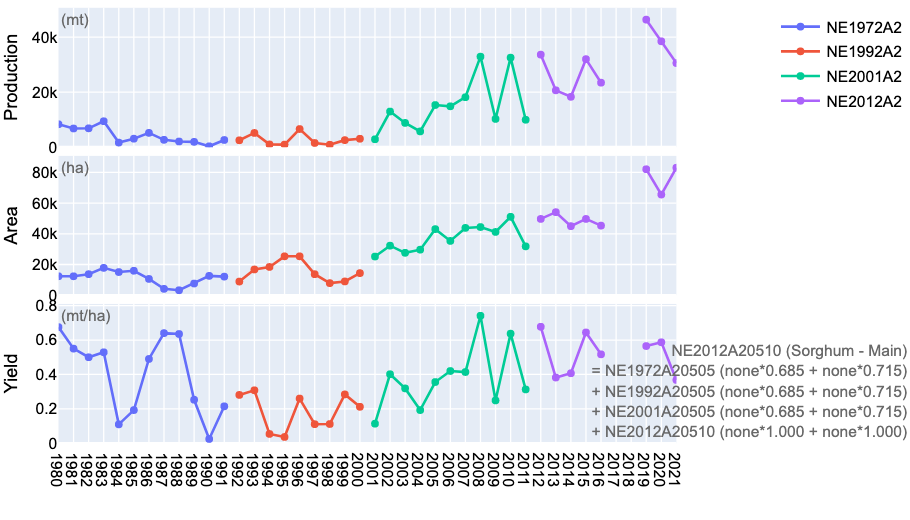 (mt)
Production
40k
20k
0
NE1972A2
NE1992A2
NE2001A2
NE2012A2
(ha)
Area
80k
60k
40k
20k
0
(mt/ha)
Yield
0.8
0.6
0.4
0.2
0
NE2012A20510 (Sorghum - Main)
= NE1972A20505 (none*0.685 + none*0.715)
+ NE1992A20505 (none*0.685 + none*0.715)
+ NE2001A20505 (none*0.685 + none*0.715)
+ NE2012A20510 (none*1.000 + none*1.000)
1980 1981 1982 1983 1984 1985 1986 1987 1988 1989 1990 1991 1992 1993 1994 1995 1996 1997 1998 1999 2000 2001 2002 2003 2004 2005 2006 2007 2008 2009 2010 2011 2012 2013 2014 2015 2016 2017 2018 2019 2020 2021